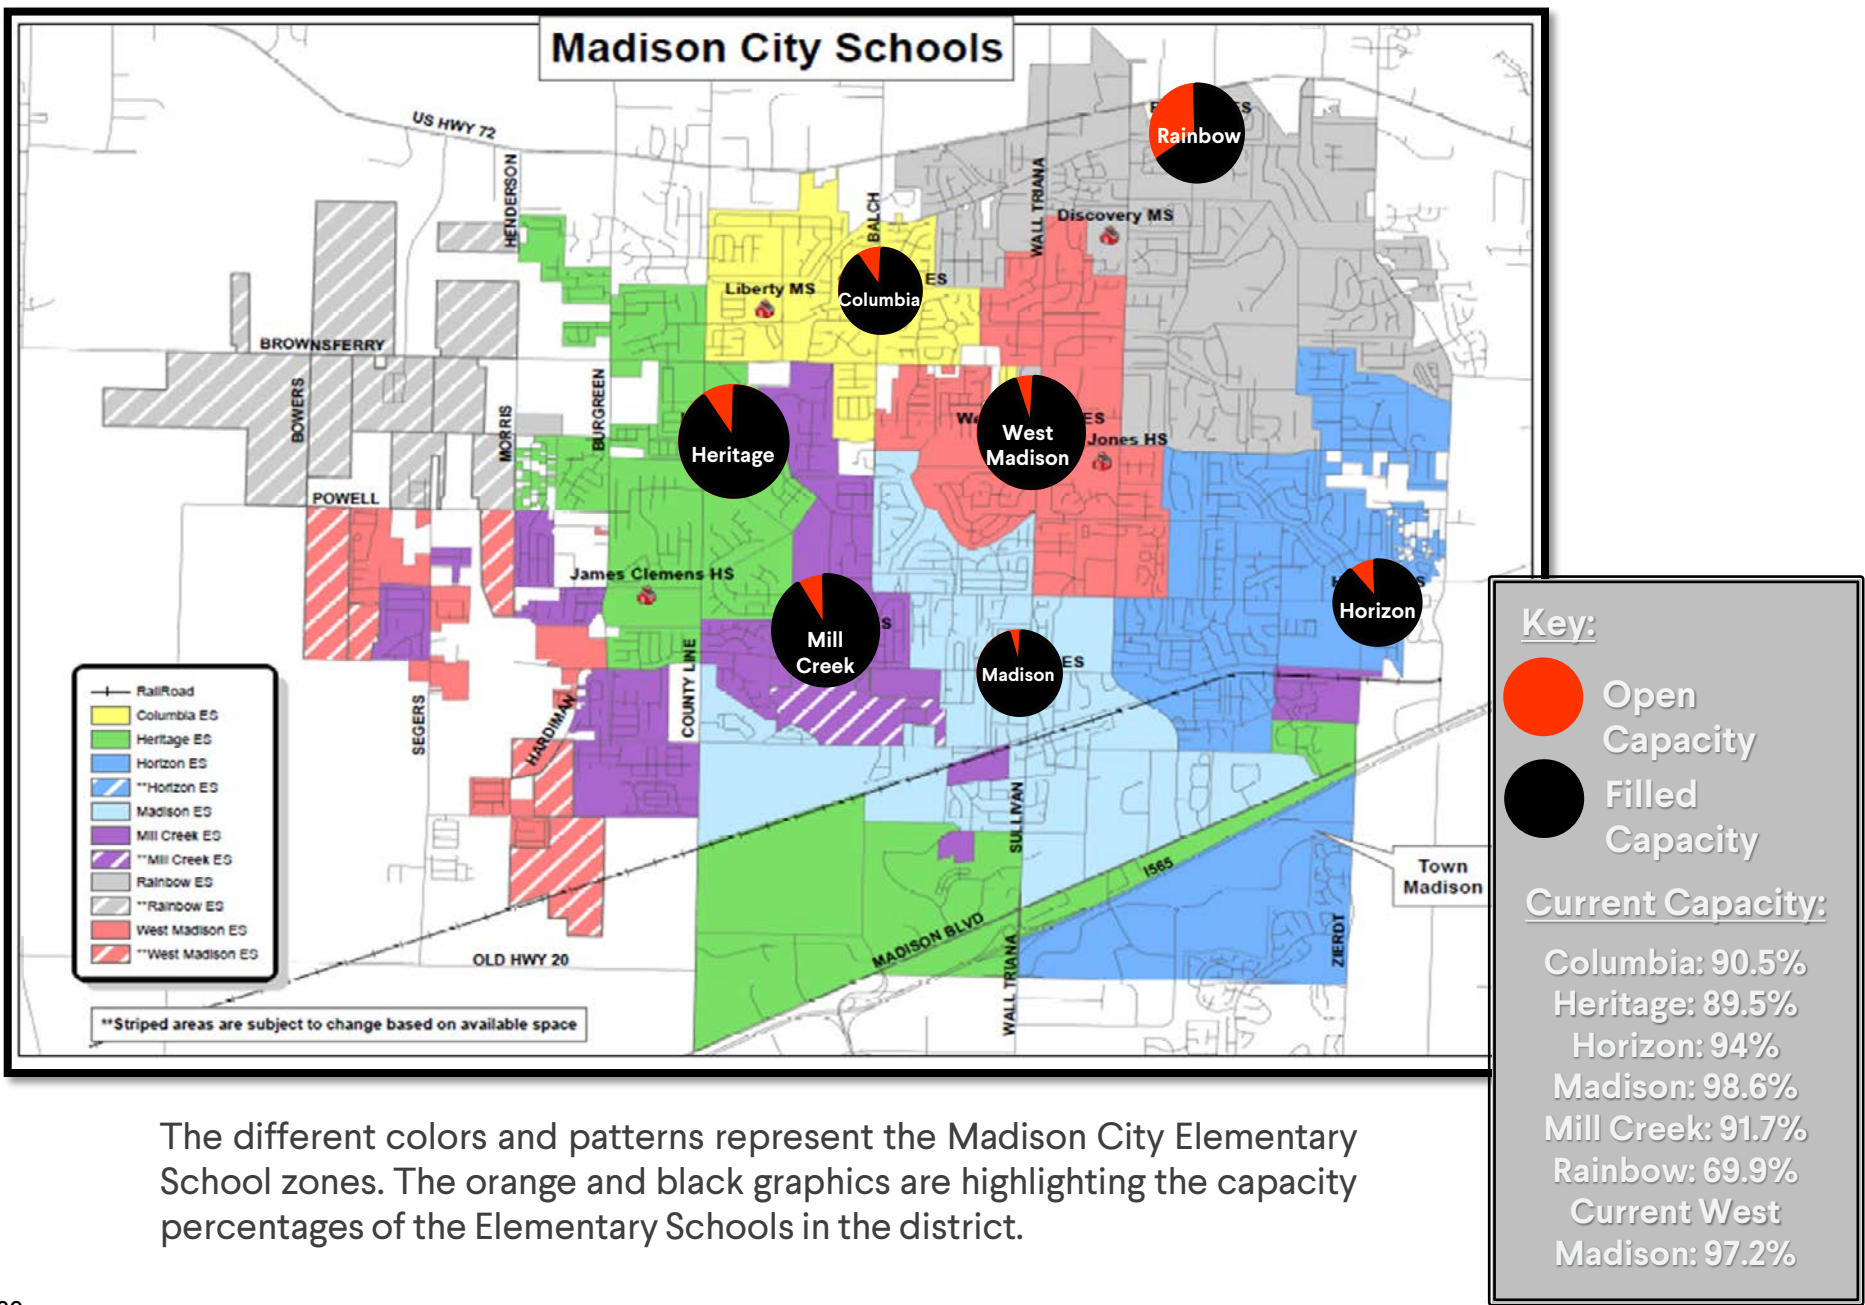 Madison City Schools
US HWY 72
Rainbow
HENDERSON
WALL TRIANA
BALCH
Discovery MS
Liberty MS
ES
Columbia
BROWNSFERRY
BOWERS
MORRIS
BURGREEN
Heritage
West
Madison
ES
Jones HS
POWELL
James Clemens HS
Horizon
Mill
Creek
Madison
ES
COUNTY LINE
SEGERS
HARDIMAN
SULLIVAN
I565
MADISON BLVD
WALL TRIANA
ZIERDT
OLD HWY 20
Town
Madison
RailRoad
Columbia ES
Heritage ES
Horizon ES
**Horizon ES
Madison ES
Mill Creek ES
**Mill Creek ES
Rainbow ES
**Rainbow ES
West Madison ES
**West Madison ES
**Striped areas are subject to change based on available space
Key:
Open
Capacity
Filled
Capacity
Current Capacity:
Columbia: 90.5%
Heritage: 89.5%
Horizon: 94%
Madison: 98.6%
Mill Creek: 91.7%
Rainbow: 69.9%
Current West
Madison: 97.2%
The different colors and patterns represent the Madison City Elementary
School zones. The orange and black graphics are highlighting the capacity
percentages of the Elementary Schools in the district.